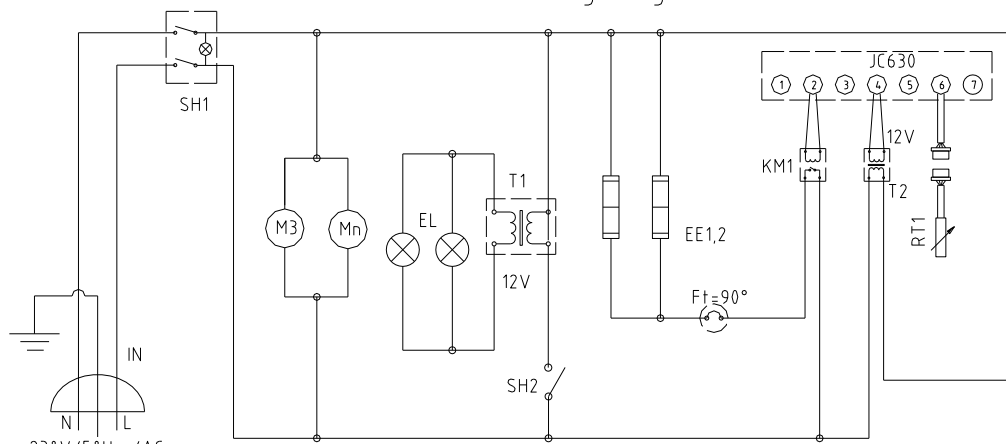 JC630
1 2 3 4 5 6 7
SH1
12V
KM1
T1
T2
M3 Mn EL
RT1
EE1,2
12V
Ft=90°
IN
SH2
N L